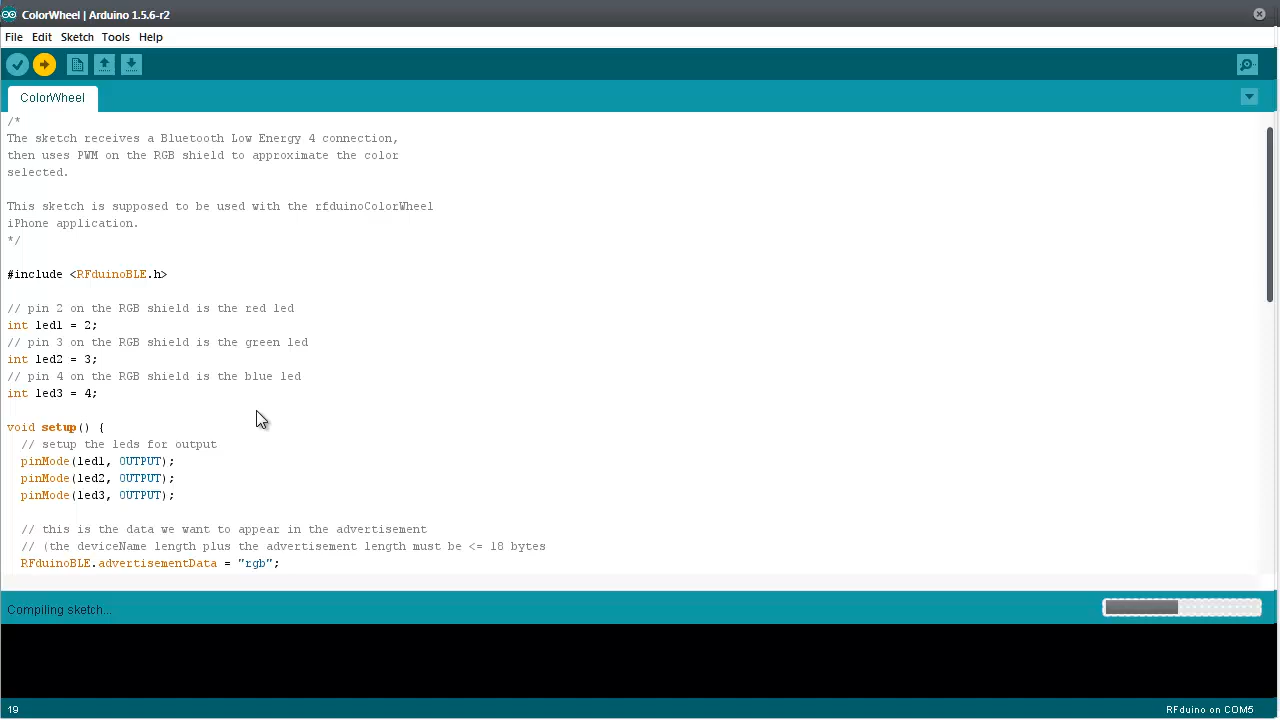 ColorWheel | Arduino 1.5.6-r2
File Edit Sketch Tools Help
ColorWheel
/*
The sketch receives a Bluetooth Low Energy 4 connection,
then uses PWM on the RGB shield to approximate the color
selected.
This sketch is supposed to be used with the rfduinoColorWheel
iPhone application.
*/
#include <RFduinoBLE.h>
// pin 2 on the RGB shield is the red led
int led1 = 2;
// pin 3 on the RGB shield is the green led
int led2 = 3;
// pin 4 on the RGB shield is the blue led
int led3 = 4;
void setup() {
// setup the leds for output
pinMode(led1, OUTPUT);
pinMode(led2, OUTPUT);
pinMode(led3, OUTPUT);
// this is the data we want to appear in the advertisement
// (the deviceName length plus the advertisement length must be <= 18 bytes
RFduinoBLE.advertisementData = "rgb";
Compiling sketch...
19
RFduino on COM5